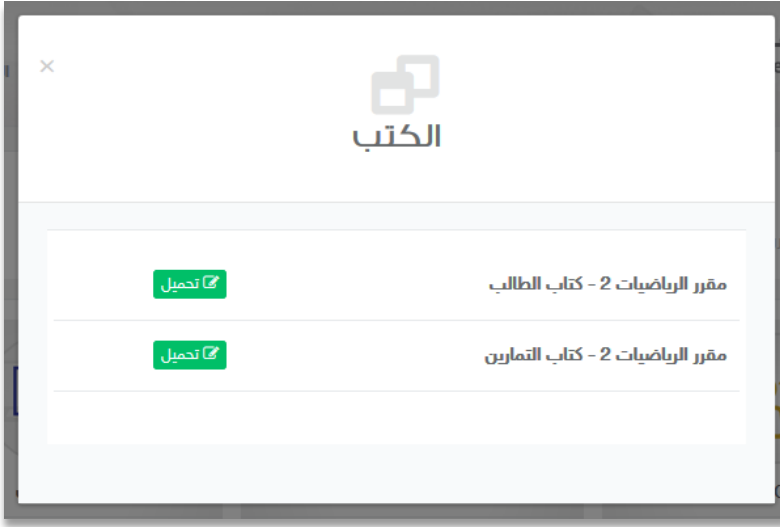 ×
الكتب
مقرر الرياضيات 2 - كتاب الطالب
تحميل
مقرر الرياضيات 2 - كتاب التمارين
تحميل